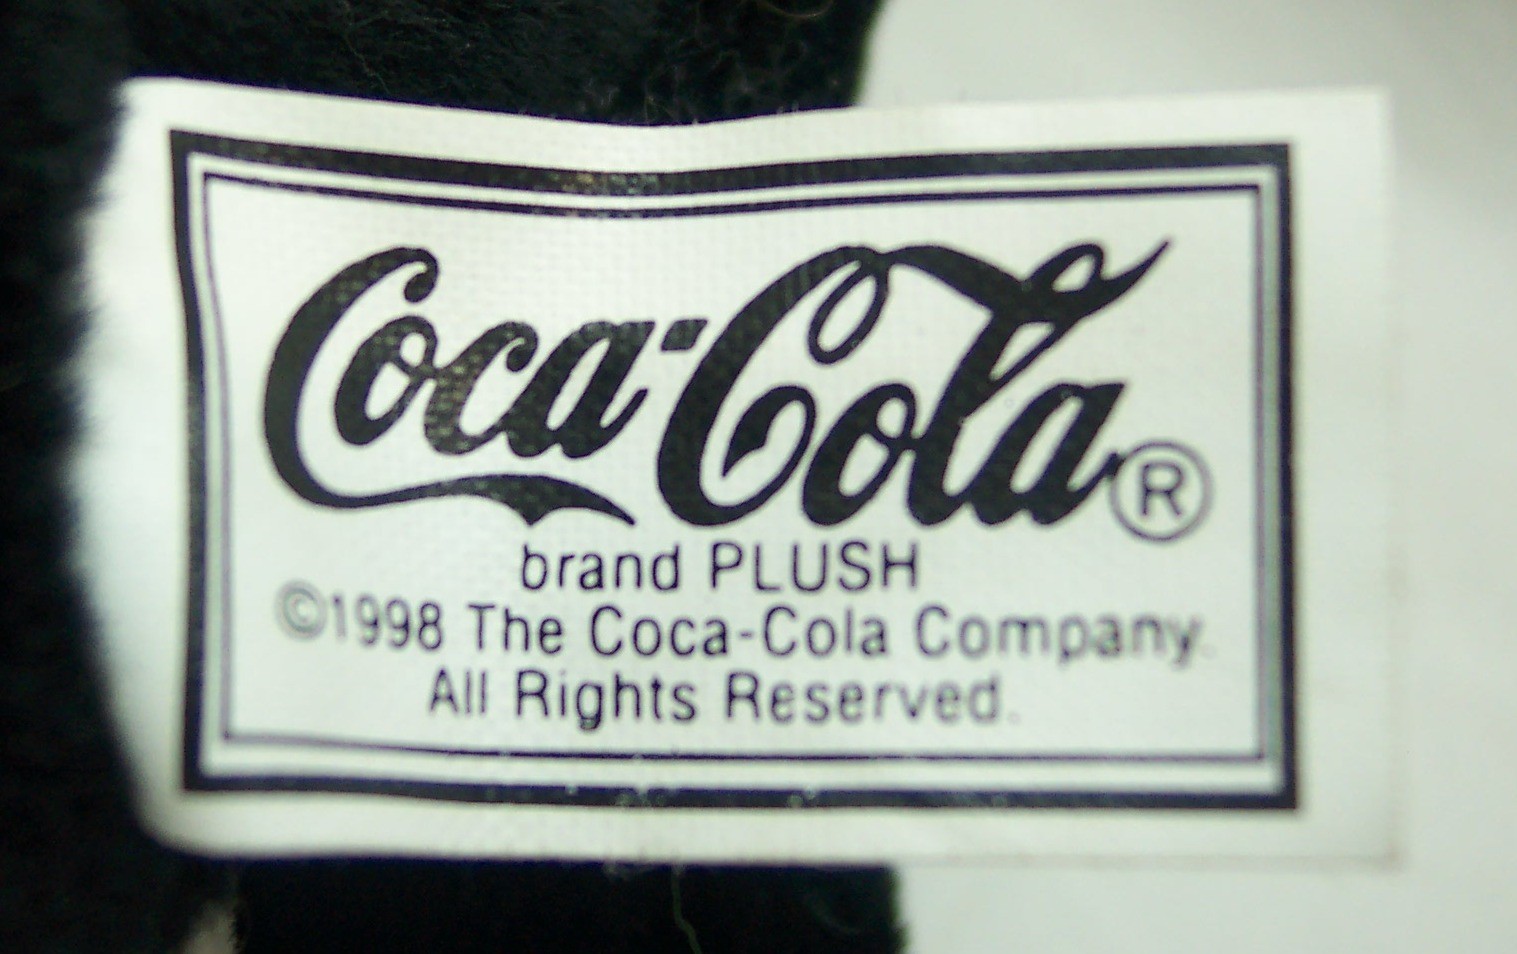 Coca-Cola®
brand PLUSH
©1998 The Coca-Cola Company.
All Rights Reserved.